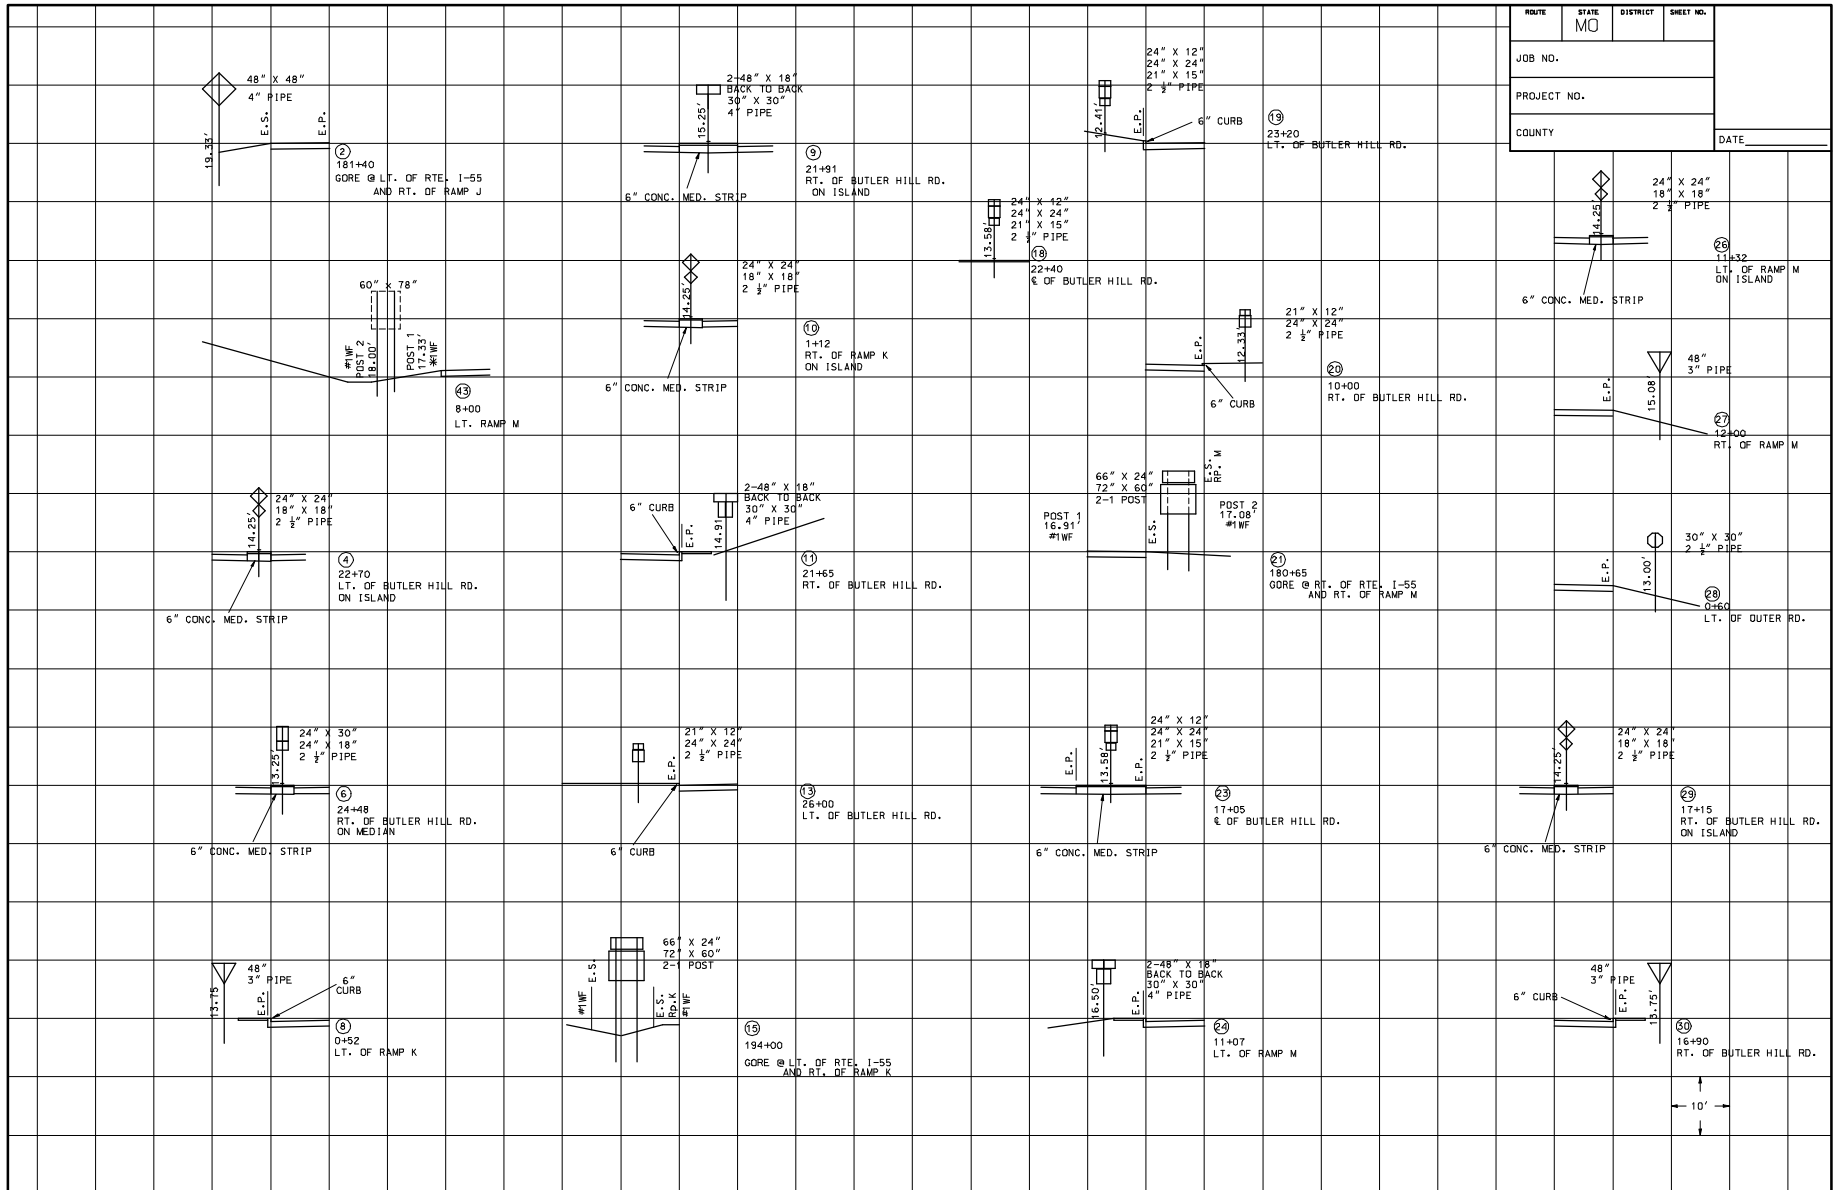 ROUTE STATE DISTRICT SHEET NO.
MO
JOB NO.
PROJECT NO.
COUNTY
DATE
48" X 48"
4" PIPE
19.33'
E.S.
E.P.
2
181+40
GORE @ LT. OF RTE. I-55
AND RT. OF RAMP J
2-48" X 18"
BACK TO BACK
30" X 30"
4" PIPE
15.25'
6" CONC. MED. STRIP
9
21+91
RT. OF BUTLER HILL RD.
ON ISLAND
24" X 12"
24" X 24"
21" X 15"
2 ½" PIPE
12.41'
E.P.
6" CURB
19
23+20
LT. OF BUTLER HILL RD.
24" X 12"
24" X 24"
21" X 15"
2 ½" PIPE
13.58'
18
22+40
℄ OF BUTLER HILL RD.
24" X 24"
18" X 18"
2 ½" PIPE
14.25'
6" CONC. MED. STRIP
26
11+32
LT. OF RAMP M
ON ISLAND
60" X 78"
#1WF
POST 2
18.00'
POST 1
17.33'
#1WF
43
8+00
LT. RAMP M
24" X 24"
18" X 18"
2 ½" PIPE
14.25'
6" CONC. MED. STRIP
10
1+12
RT. OF RAMP K
ON ISLAND
21" X 12"
24" X 24"
2 ½" PIPE
12.33'
E.P.
6" CURB
20
10+00
RT. OF BUTLER HILL RD.
48"
3" PIPE
15.08'
E.P.
27
12+00
RT. OF RAMP M
24" X 24"
18" X 18"
2 ½" PIPE
14.25'
6" CONC. MED. STRIP
4
22+70
LT. OF BUTLER HILL RD.
ON ISLAND
2-48" X 18"
BACK TO BACK
30" X 30"
4" PIPE
6" CURB
E.P.
14.91
11
21+65
RT. OF BUTLER HILL RD.
66" X 24"
72" X 60"
2-1 POST
E.S.
RP. M
POST 1
16.91'
#1WF
E.S.
POST 2
17.08'
#1WF
21
180+65
GORE @ RT. OF RTE. I-55
AND RT. OF RAMP M
30" X 30"
2 ½" PIPE
13.00'
E.P.
28
0+60
LT. OF OUTER RD.
24" X 30"
24" X 18"
2 ½" PIPE
13.25'
6" CONC. MED. STRIP
6
24+48
RT. OF BUTLER HILL RD.
ON MEDIAN
21" X 12"
24" X 24"
2 ½" PIPE
E.P.
6" CURB
13
26+00
LT. OF BUTLER HILL RD.
24" X 12"
24" X 24"
21" X 15"
2 ½" PIPE
E.P.
13.58'
E.P.
6" CONC. MED. STRIP
23
17+05
℄ OF BUTLER HILL RD.
24" X 24"
18" X 18"
2 ½" PIPE
14.25'
6" CONC. MED. STRIP
29
17+15
RT. OF BUTLER HILL RD.
ON ISLAND
48"
3" PIPE
13.75
E.P.
6"
CURB
8
0+52
LT. OF RAMP K
66" X 24"
72" X 60"
2-1 POST
#1WF
E.S.
E.S.
RP.K
#1WF
15
194+00
GORE @ LT. OF RTE. I-55
AND RT. OF RAMP K
2-48" X 18"
BACK TO BACK
30" X 30"
4" PIPE
16.50'
E.P.
24
11+07
LT. OF RAMP M
48"
3" PIPE
6" CURB
E.P.
13.75'
30
16+90
RT. OF BUTLER HILL RD.
10'